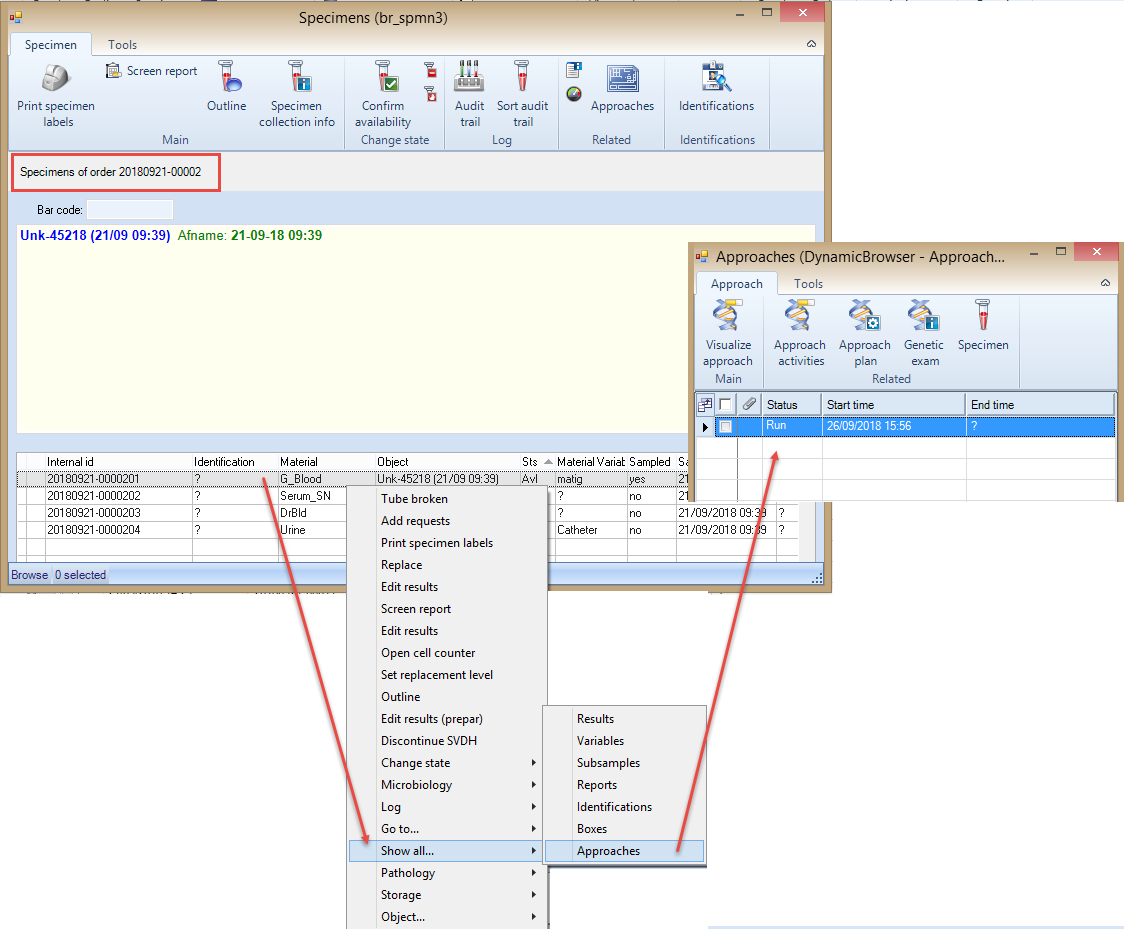 Specimens (br_spmn3)
Specimen Tools
Print specimen labels
Screen report
Outline
Specimen collection info
Main
Confirm availability
Change state
Audit trail
Sort audit trail
Log
Approaches
Related
Identifications
Identifications
Specimens of order 20180921-00002
Bar code:
Unk-45218 (21/09 09:39) Afname: 21-09-18 09:39
Internal id Identification Material Object Sts Material Variat Sampled
20180921-0000201 ? G_Blood Unk-45218 (21/09 09:39) Avl matig yes
20180921-0000202 ? Serum_SN ? no
20180921-0000203 ? DrBld ? no 21/09/2018 09:39 ?
20180921-0000204 ? Urine Catheter no 21/09/2018 09:39 ?
Browse 0 selected
Tube broken
Add requests
Print specimen labels
Replace
Edit results
Screen report
Edit results
Open cell counter
Set replacement level
Outline
Edit results (prepar)
Discontinue SVDH
Change state
Microbiology
Log
Go to...
Show all...
Pathology
Storage
Object...
Results
Variables
Subsamples
Reports
Identifications
Boxes
Approaches
Approaches (DynamicBrowser - Approach...
Approach Tools
Visualize approach
Main
Approach activities
Approach plan
Genetic exam
Specimen
Related
Status Start time End time
Run 26/09/2018 15:56 ?